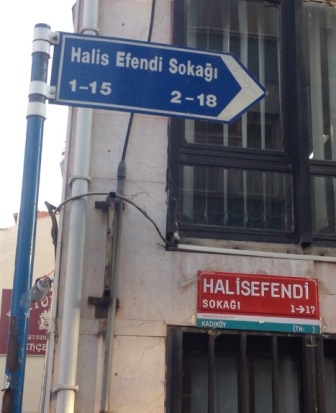 Halis Efendi Sokağı
1-15 2-18
HALİSEFENDİ
SOKAĞI 1→17
KADIKÖY